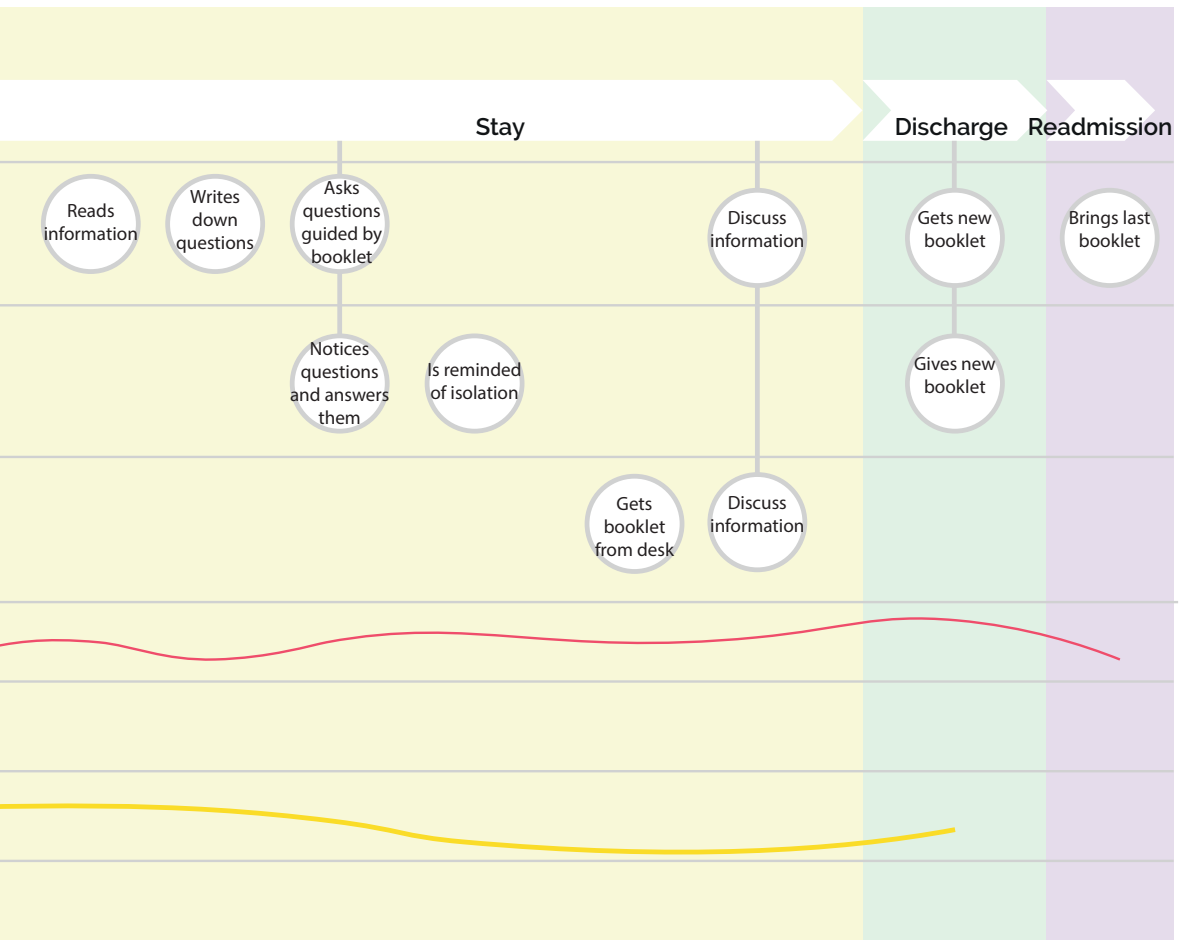 Stay
Discharge
Readmission
Reads
information
Writes
down
questions
Asks
questions
guided by
booklet
Discuss
information
Gets new
booklet
Brings last
booklet
Notices
questions
and answers
them
Is reminded
of isolation
Gives new
booklet
Gets
booklet
from desk
Discuss
information